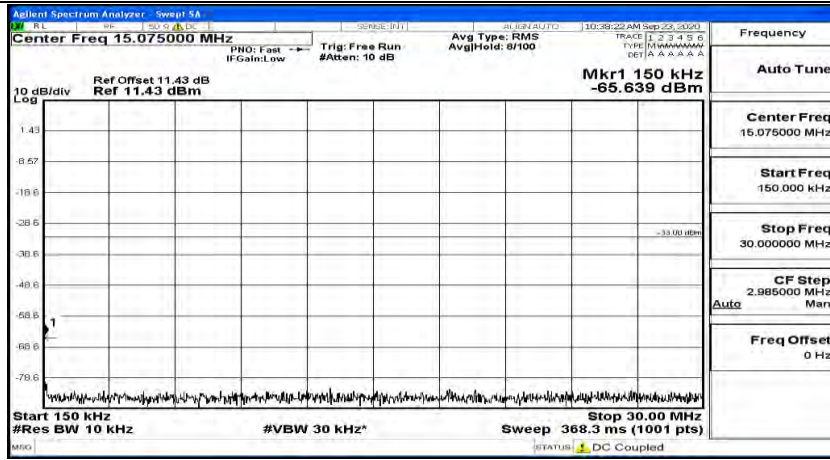 Agilent Spectrum Analyzer - Swept SA
RL RF 50 Ω DC SENSE:INT ALIGN AUTO 10:38:22 AM Sep 23, 2020
Center Freq 15.075000 MHz
PNO: Fast
IFGain:Low
Trig: Free Run
#Atten: 10 dB
Avg Type: RMS
Avg|Hold: 8/100
TRACE 1 2 3 4 5 6
TYPE M W W W W W
DET A A A A A A
Ref Offset 11.43 dB
10 dB/div Ref 11.43 dBm
Log
Mkr1 150 kHz
-65.639 dBm
1.43
-8.57
-18.6
-28.6
-33.00 dBm
-38.6
-48.6
-58.6
1
-68.6
-78.6
Start 150 kHz Stop 30.00 MHz
#Res BW 10 kHz #VBW 30 kHz* Sweep 368.3 ms (1001 pts)
MSG STATUS DC Coupled
Frequency
Auto Tune
Center Freq
15.075000 MHz
Start Freq
150.000 kHz
Stop Freq
30.000000 MHz
CF Step
2.985000 MHz
Auto Man
Freq Offset
0 Hz